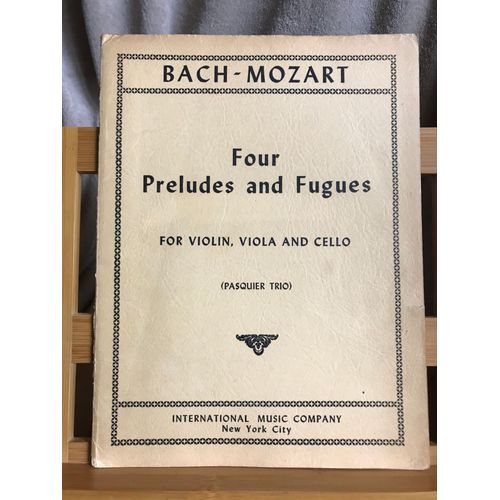 BACH-MOZART
Four
Preludes and Fugues
FOR VIOLIN, VIOLA AND CELLO
(PASQUIER TRIO)
INTERNATIONAL MUSIC COMPANY
New York City